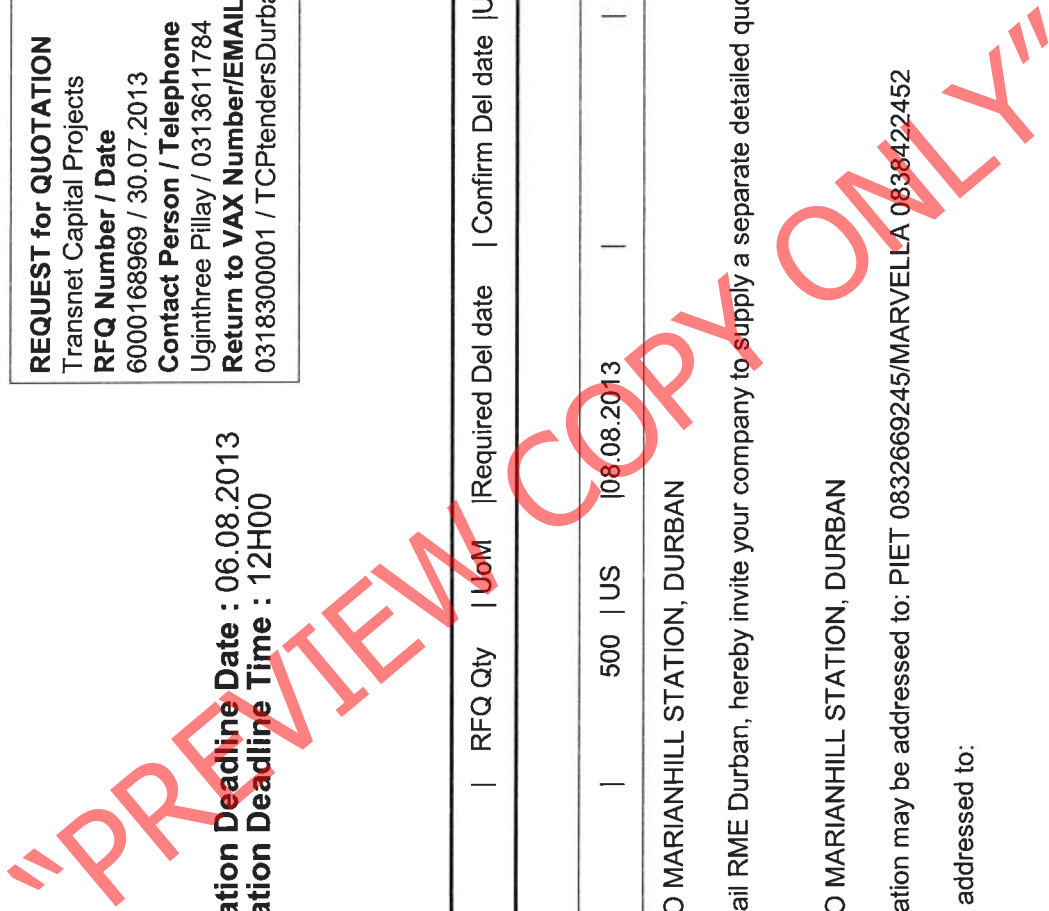 REQUEST for QUOTATION
Transnet Capital Projects
RFQ Number / Date
6000168969 / 30.07.2013
Contact Person / Telephone
Uginthree Pillay / 0313611784
Return to VAX Number/EMAIL
0318300001 / TCPtendersDurba
ation Deadline Date : 06.08.2013
ation Deadline Time : 12H00
| RFQ Qty | UoM |Required Del date | Confirm Del date |U
| 500 | US |08.08.2013 | |
O MARIANHILL STATION, DURBAN
ail RME Durban, hereby invite your company to supply a separate detailed quo
O MARIANHILL STATION, DURBAN
ation may be addressed to: PIET 0832669245/MARVELLA 0838422452
addressed to:
"PREVIEW COPY ONLY"